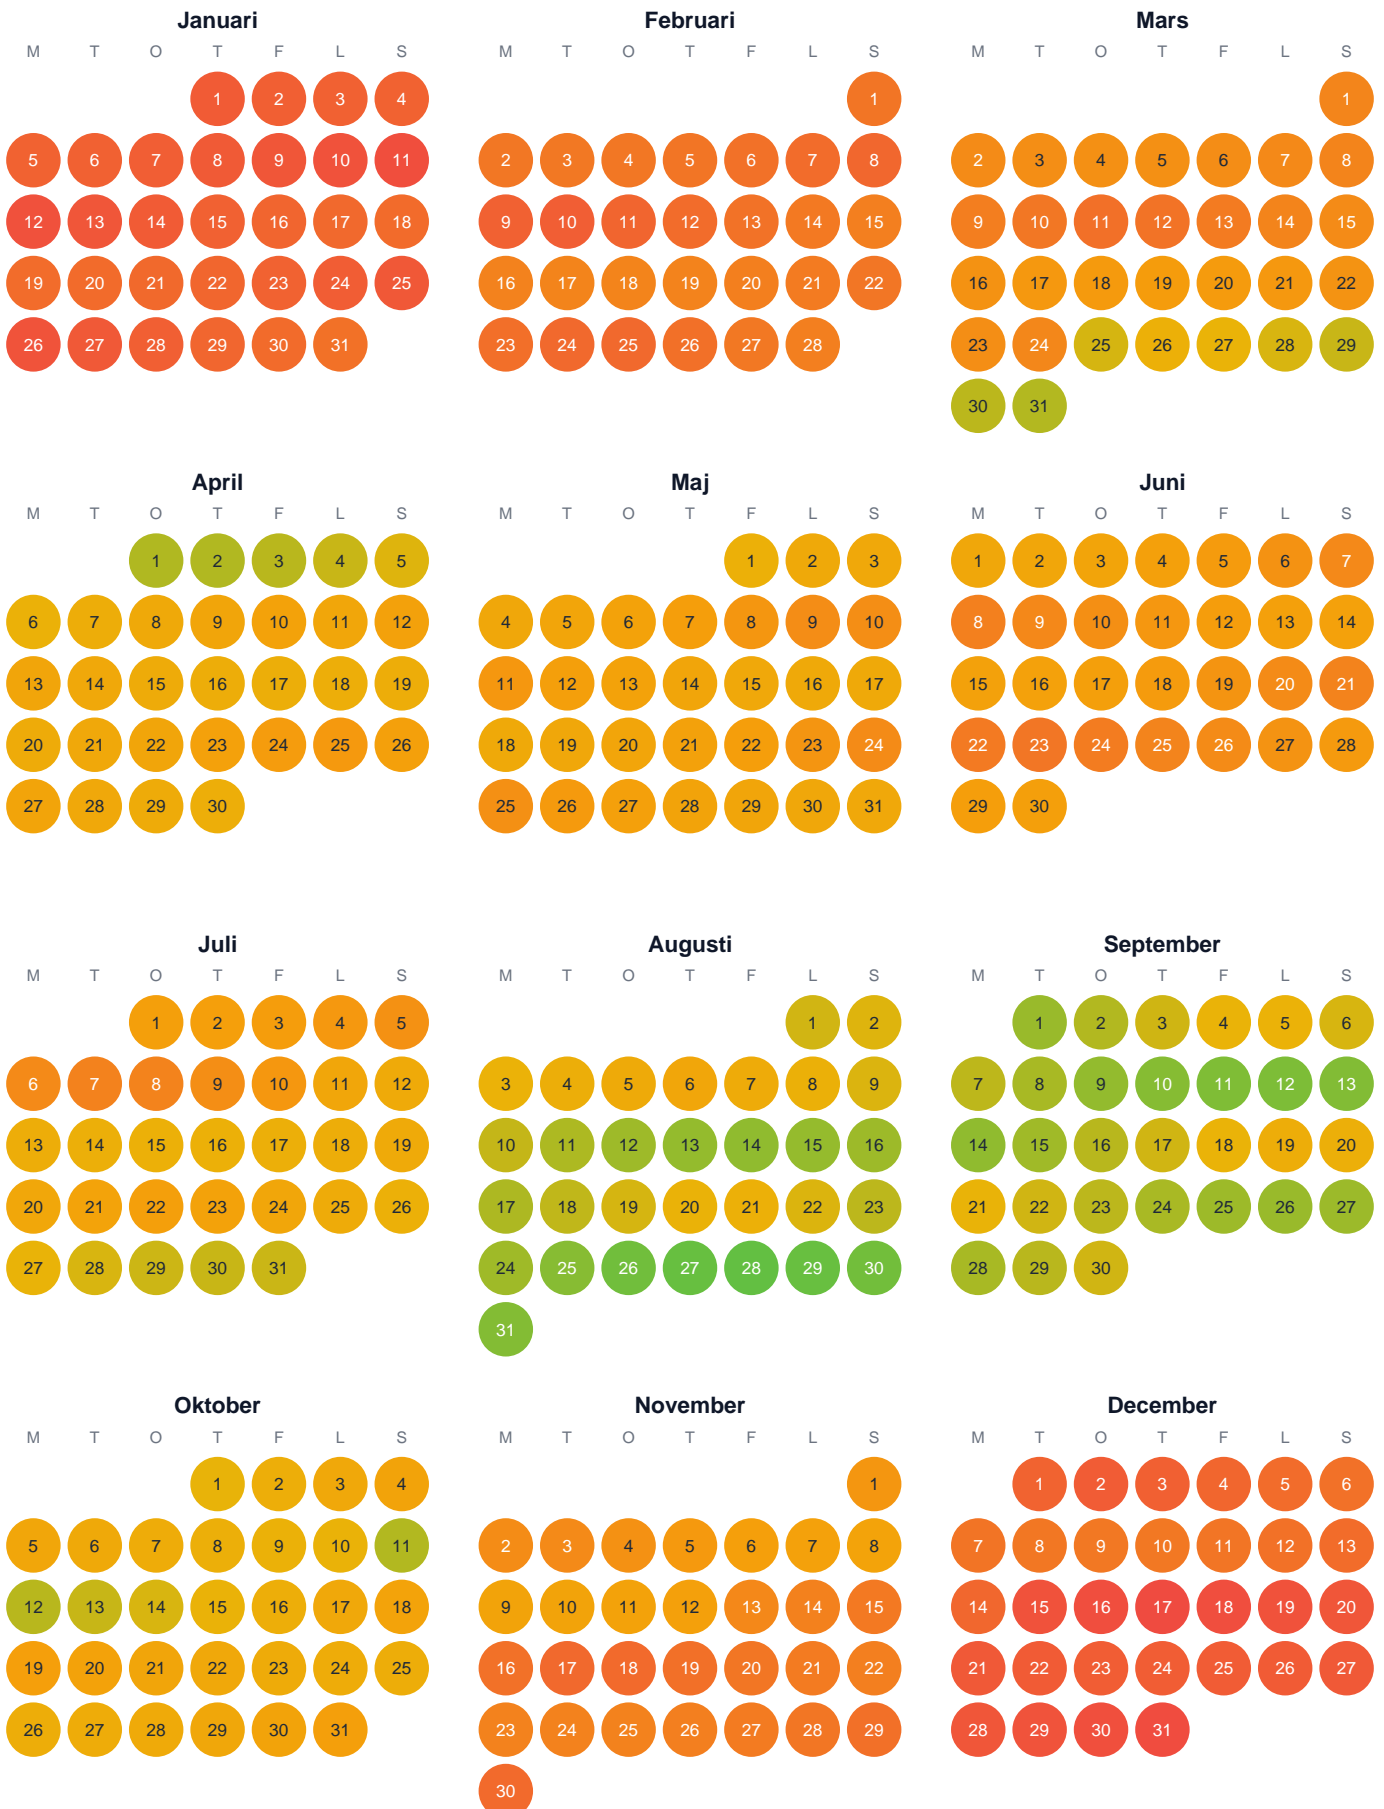 Januari Februari Mars
M T O T F L S M T O T F L S M T O T F L S
1 2 3 4 1 1
5 6 7 8 9 10 11 2 3 4 5 6 7 8 2 3 4 5 6 7 8
12 13 14 15 16 17 18 9 10 11 12 13 14 15 9 10 11 12 13 14 15
19 20 21 22 23 24 25 16 17 18 19 20 21 22 16 17 18 19 20 21 22
26 27 28 29 30 31 23 24 25 26 27 28 23 24 25 26 27 28 29
30 31
April Maj Juni
M T O T F L S M T O T F L S M T O T F L S
1 2 3 4 5 1 2 3 1 2 3 4 5 6 7
6 7 8 9 10 11 12 4 5 6 7 8 9 10 8 9 10 11 12 13 14
13 14 15 16 17 18 19 11 12 13 14 15 16 17 15 16 17 18 19 20 21
20 21 22 23 24 25 26 18 19 20 21 22 23 24 22 23 24 25 26 27 28
27 28 29 30 25 26 27 28 29 30 31 29 30
Juli Augusti September
M T O T F L S M T O T F L S M T O T F L S
1 2 3 4 5 1 2 1 2 3 4 5 6
6 7 8 9 10 11 12 3 4 5 6 7 8 9 7 8 9 10 11 12 13
13 14 15 16 17 18 19 10 11 12 13 14 15 16 14 15 16 17 18 19 20
20 21 22 23 24 25 26 17 18 19 20 21 22 23 21 22 23 24 25 26 27
27 28 29 30 31 24 25 26 27 28 29 30 28 29 30
31
Oktober November December
M T O T F L S M T O T F L S M T O T F L S
1 2 3 4 1 1 2 3 4 5 6
5 6 7 8 9 10 11 2 3 4 5 6 7 8 7 8 9 10 11 12 13
12 13 14 15 16 17 18 9 10 11 12 13 14 15 14 15 16 17 18 19 20
19 20 21 22 23 24 25 16 17 18 19 20 21 22 21 22 23 24 25 26 27
26 27 28 29 30 31 23 24 25 26 27 28 29 28 29 30 31
30